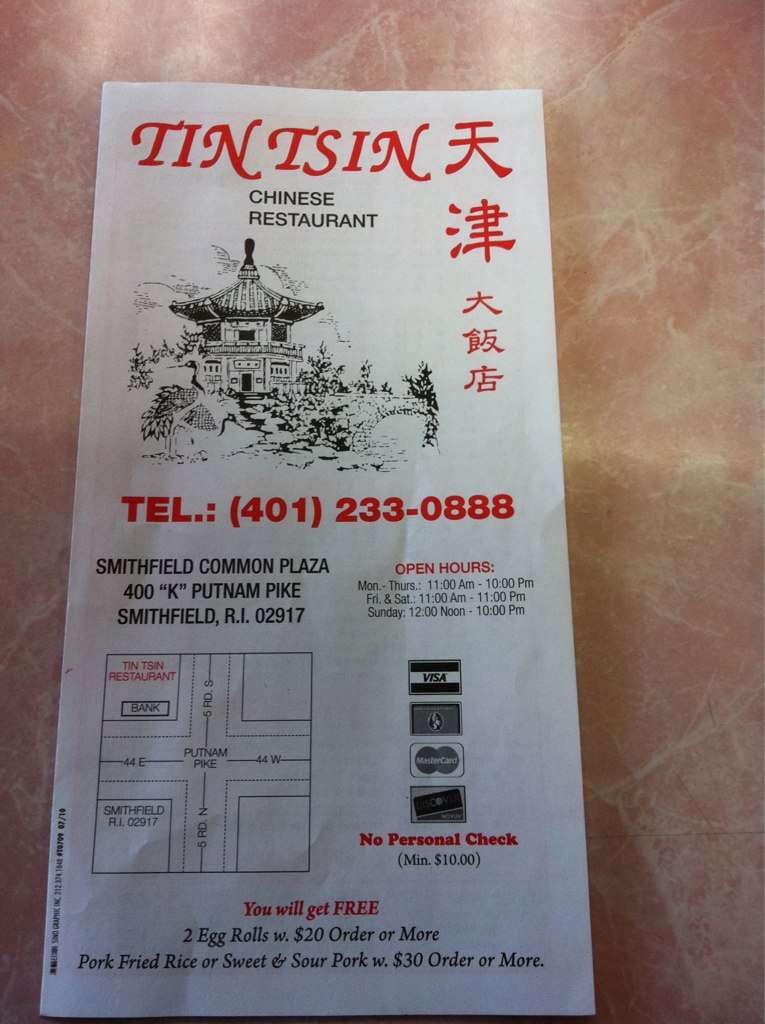 TIN TSIN 天津
CHINESE
RESTAURANT
大飯店
TEL.: (401) 233-0888
SMITHFIELD COMMON PLAZA
400 "K" PUTNAM PIKE
SMITHFIELD, R.I. 02917
OPEN HOURS:
Mon.- Thurs.: 11:00 Am - 10:00 Pm
Fri. & Sat.: 11:00 Am - 11:00 Pm
Sunday: 12:00 Noon - 10:00 Pm
TIN TSIN
RESTAURANT
BANK
5 RD. S
44 E
PUTNAM
PIKE
44 W
SMITHFIELD
R.I. 02917
5 RD. N
VISA
MasterCard
DISCOVER
No Personal Check
(Min. $10.00)
You will get FREE
2 Egg Rolls w. $20 Order or More
Pork Fried Rice or Sweet & Sour Pork w. $30 Order or More.